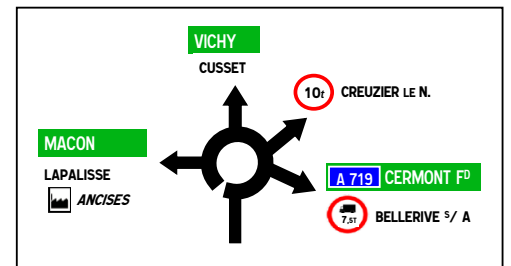 VICHY
CUSSET
10t CREUZIER LE N.
MACON
LAPALISSE
ANCISES
A 719 CERMONT FD
7,5T BELLERIVE S/ A